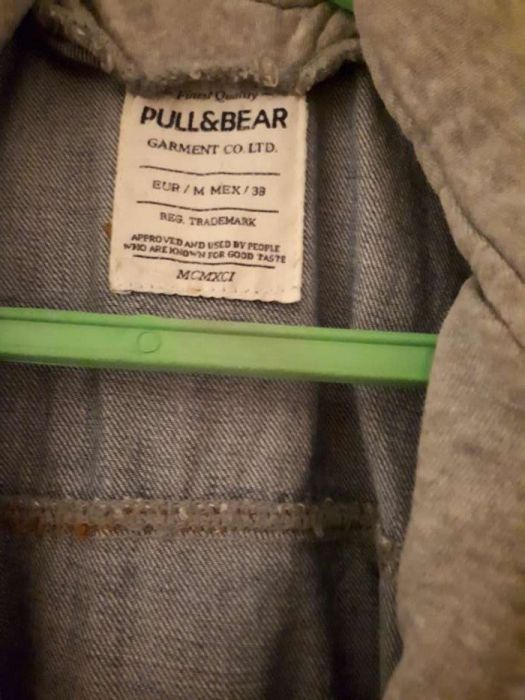 Finest Quality
PULL&BEAR
GARMENT CO. LTD.
EUR / M MEX / 38
REG. TRADEMARK
APPROVED AND USED BY PEOPLE
WHO ARE KNOWN FOR GOOD TASTE
MCMXCI